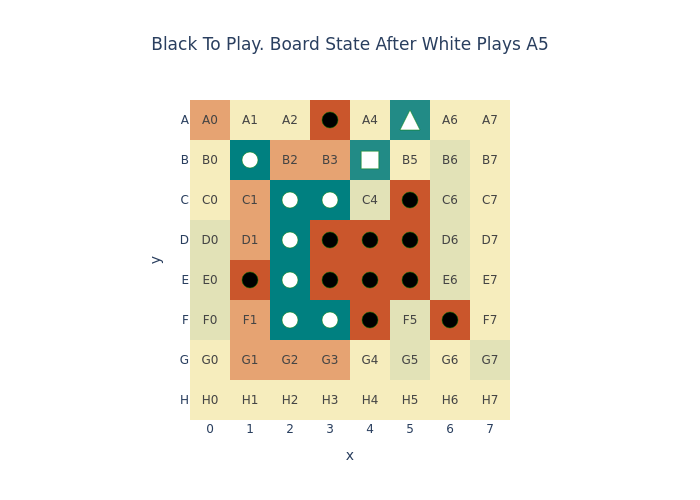 Black To Play. Board State After White Plays A5
A A0 A1 A2 A4 A6 A7
B B0 B2 B3 B5 B6 B7
C C0 C1 C4 C6 C7
D D0 D1 D6 D7
E E0 E6 E7
F F0 F1 F5 F7
G G0 G1 G2 G3 G4 G5 G6 G7
H H0 H1 H2 H3 H4 H5 H6 H7
0 1 2 3 4 5 6 7
x
y